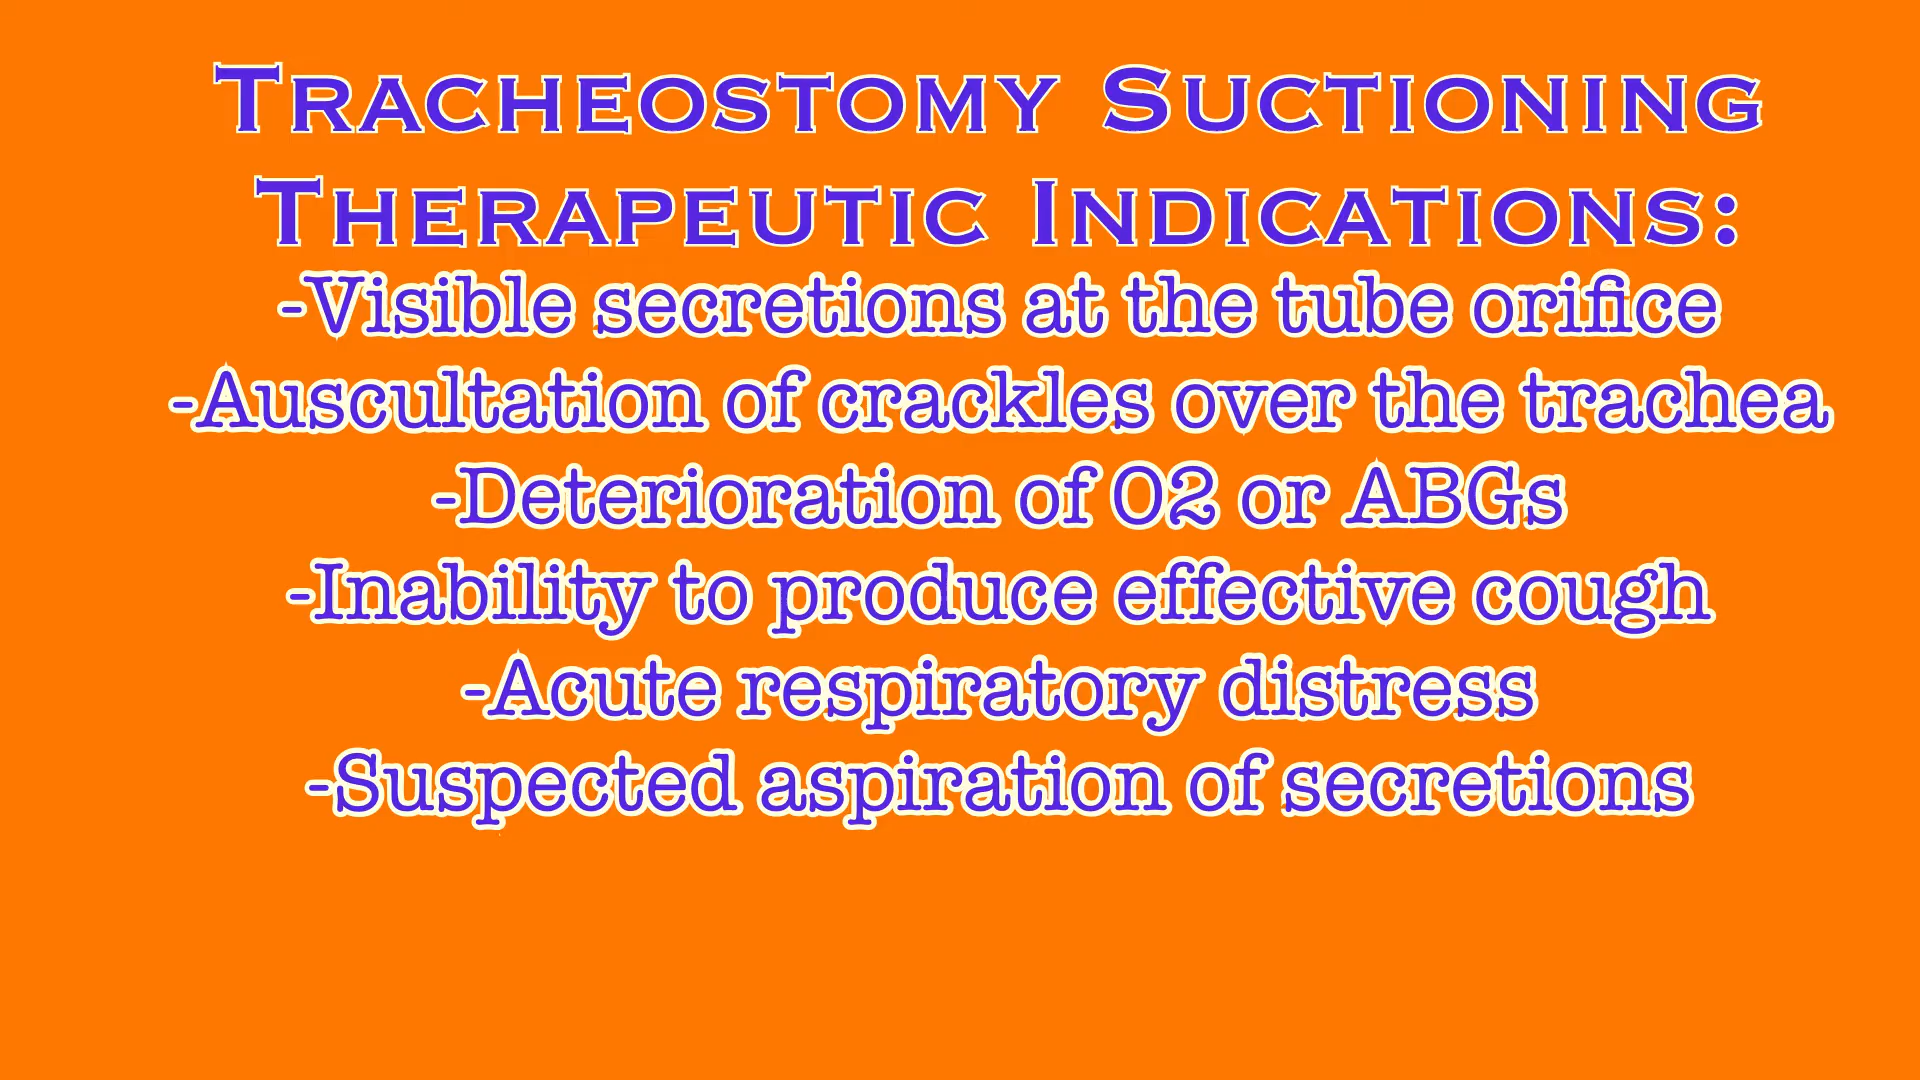 Tracheostomy Suctioning
Therapeutic Indications:
-Visible secretions at the tube orifice
-Auscultation of crackles over the trachea
-Deterioration of O2 or ABGs
-Inability to produce effective cough
-Acute respiratory distress
-Suspected aspiration of secretions